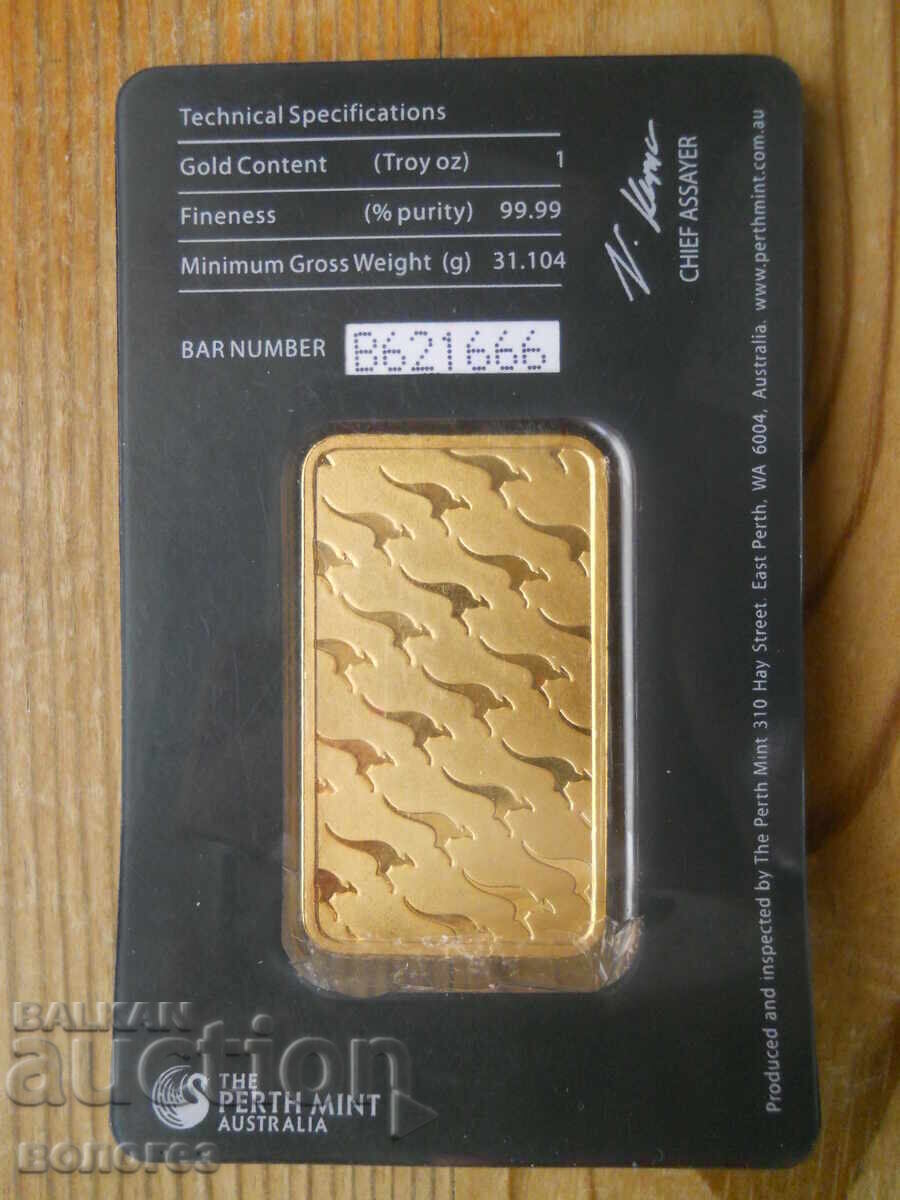 Technical Specifications
Gold Content (Troy oz) 1
Fineness (% purity) 99.99
Minimum Gross Weight (g) 31.104
BAR NUMBER B621666
CHIEF ASSAYER
Produced and inspected by The Perth Mint 310 Hay Street. East Perth, WA 6004, Australia. www.perthmint.com.au
THE
PERTH MINT
AUSTRALIA
BALKAN
auction
вополез